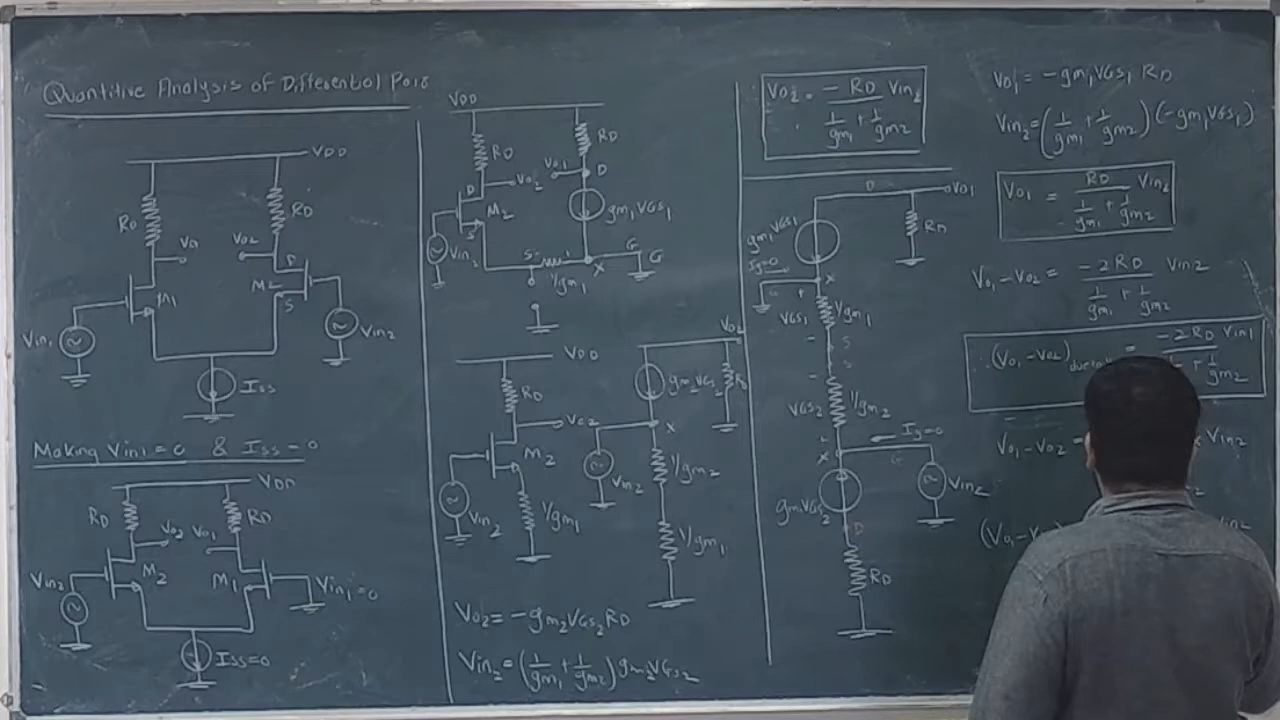 Quantitive Analysis of Differential Pair
VDD
RD
RD
Vo1
Vo2
D
M1
M2
S
Vin1
Vin2
ISS
Making Vin1 = 0 & ISS = 0
VDD
RD
RD
Vo2
Vo1
Vin2
M2
M1
Vin1 = 0
ISS = 0
VDD
RD
RD
D
Vo2
Vo1
D
M2
gm1VGS1
S
Vin2
S
1/gm1
X
G
G
VDD
RD
Vo2
M2
Vin2
1/gm1
Vo2
gm2VGS2
RD
X
Vin2
1/gm2
1/gm1
Vo2 = -gm2VGS2RD
Vin2 = (1/gm1 + 1/gm2) gm2VGS2
Vo2 = -RD / (1/gm1 + 1/gm2) Vin2
D
Vo1
gm1VGS1
RD
Ig=0
G
X
+
VGS1
1/gm1
-
S
S
-
VGS2
1/gm2
+
X
Ig=0
G
Vin2
D
RD
Vo1 = -gm1VGS1 RD
Vin2 = (1/gm1 + 1/gm2)(-gm1VGS1)
Vo1 = RD / (1/gm1 + 1/gm2) Vin2
Vo1 - Vo2 = -2RD / (1/gm1 + 1/gm2) Vin2
∴ (Vo1 - Vo2) = -2RD Vin1
+ 1/gm2
Vo1 - Vo2 =
Vin2